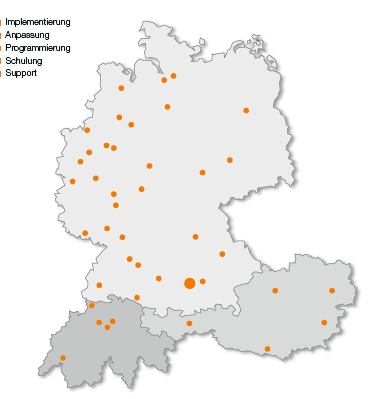 Implementierung
Anpassung
Programmierung
Schulung
Support